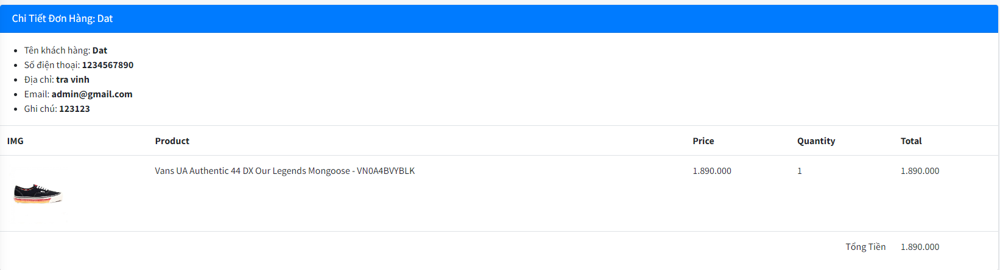 Chi Tiết Đơn Hàng: Dat
Tên khách hàng: Dat
Số điện thoại: 1234567890
Địa chỉ: tra vinh
Email: admin@gmail.com
Ghi chú: 123123
IMG Product Price Quantity Total
Vans UA Authentic 44 DX Our Legends Mongoose - VN0A4BVYBLK 1.890.000 1 1.890.000
Tổng Tiền 1.890.000